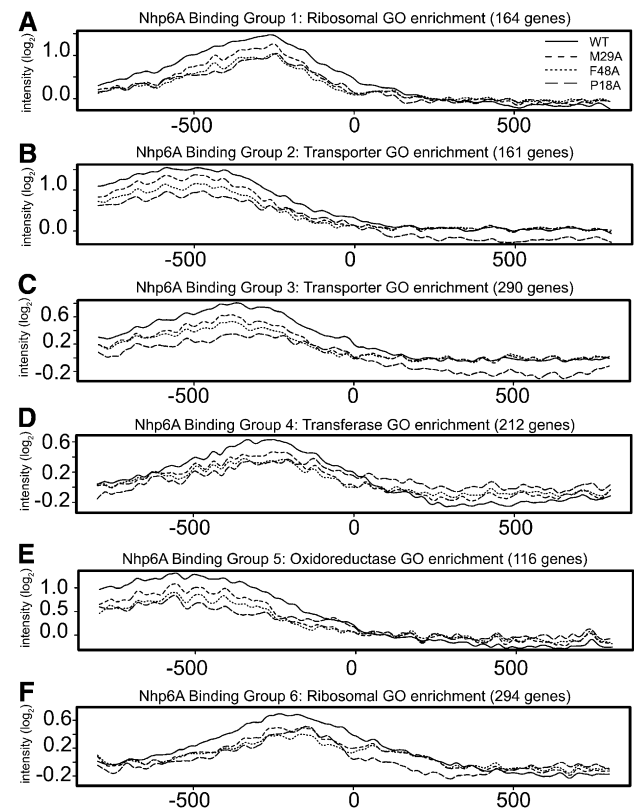 A
Nhp6A Binding Group 1: Ribosomal GO enrichment (164 genes)
intensity (log2)
1.0
0.0
WT
M29A
F48A
P18A
-500 0 500
B
Nhp6A Binding Group 2: Transporter GO enrichment (161 genes)
intensity (log2)
1.0
0.0
-500 0 500
C
Nhp6A Binding Group 3: Transporter GO enrichment (290 genes)
intensity (log2)
0.6
0.2
-0.2
-500 0 500
D
Nhp6A Binding Group 4: Transferase GO enrichment (212 genes)
intensity (log2)
0.6
0.2
-0.2
-500 0 500
E
Nhp6A Binding Group 5: Oxidoreductase GO enrichment (116 genes)
intensity (log2)
1.0
0.5
0.0
-500 0 500
F
Nhp6A Binding Group 6: Ribosomal GO enrichment (294 genes)
intensity (log2)
0.6
0.2
-0.2
-500 0 500